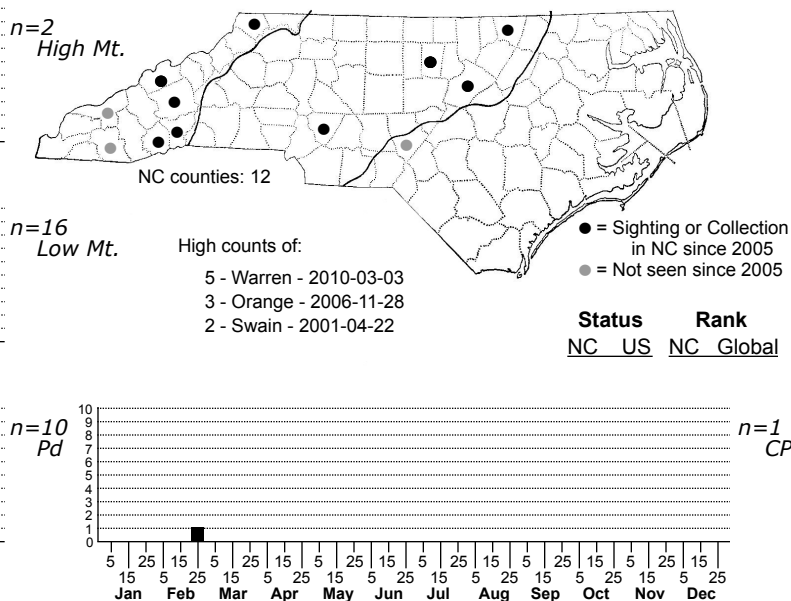 n=2
High Mt.
NC counties: 12
n=16
Low Mt.
High counts of:
5 - Warren - 2010-03-03
3 - Orange - 2006-11-28
2 - Swain - 2001-04-22
● = Sighting or Collection
in NC since 2005
● = Not seen since 2005
Status Rank
NC US NC Global
n=10
Pd
10
9
8
7
6
5
4
3
2
1
0
n=1
CP
5 25 15 5 25 15 5 25 15 5 25 15 5 25 15 5 25 15
15 5 25 15 5 25 15 5 25 15 5 25 15 5 25 15 5 25
Jan Feb Mar Apr May Jun Jul Aug Sep Oct Nov Dec